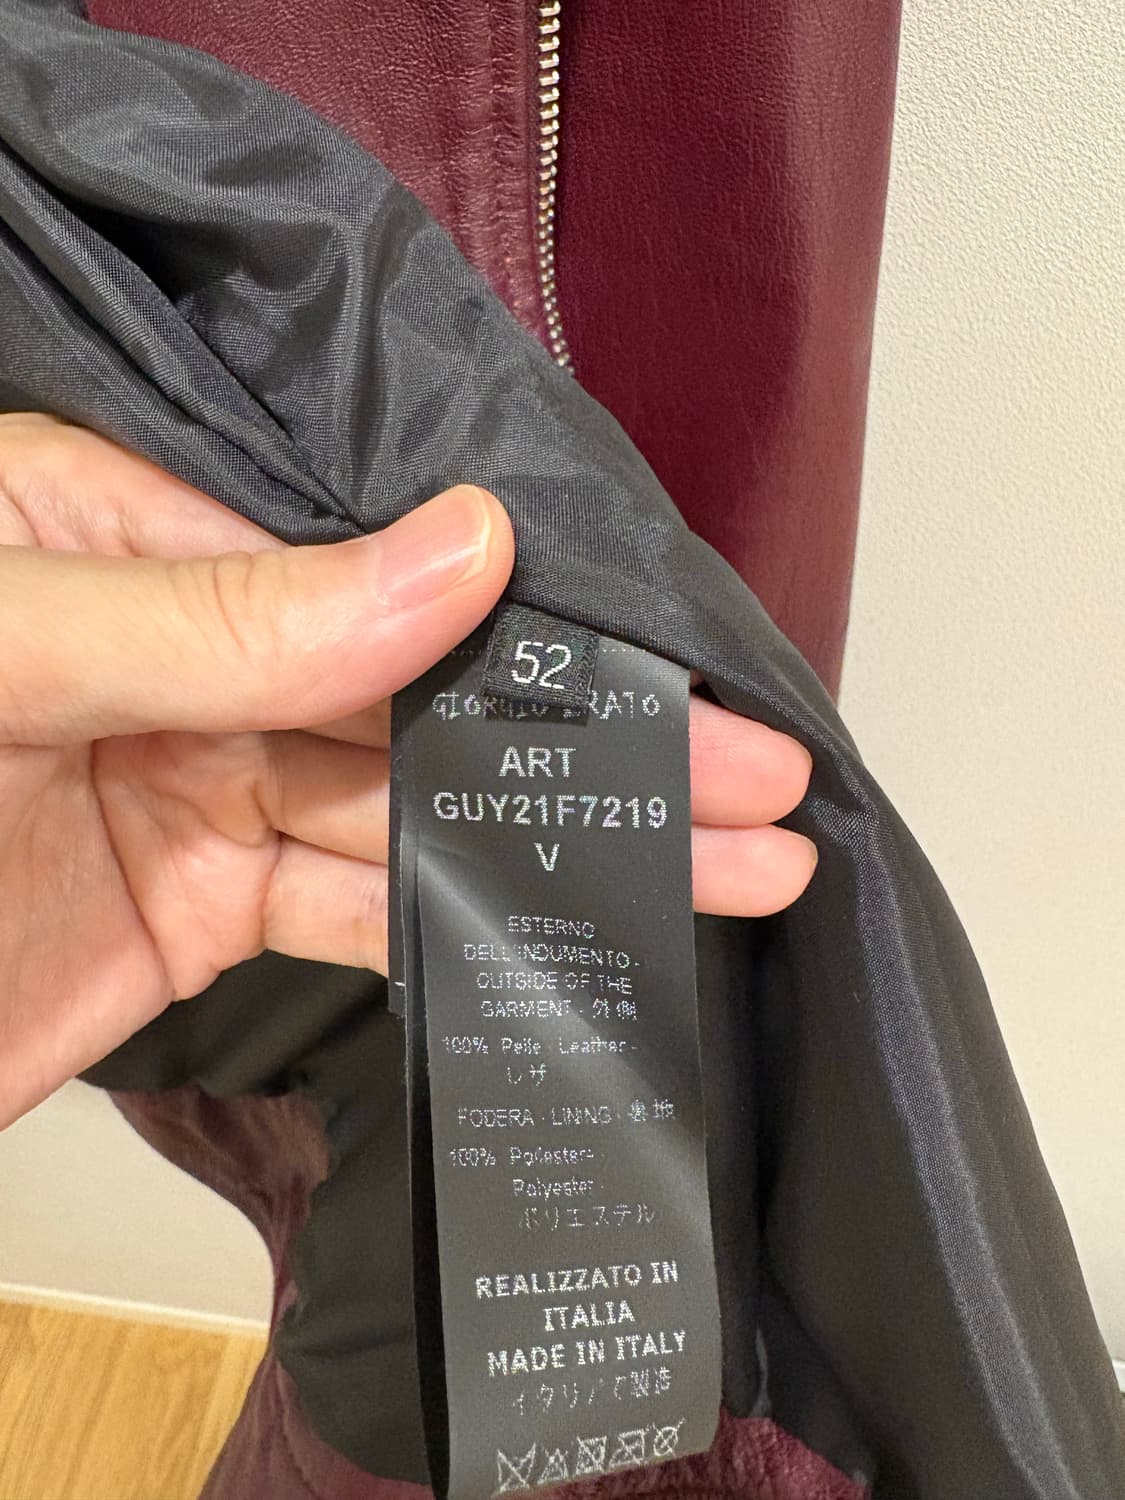 52
ART
GUY21F7219
V
ESTERNO
DELL'INDUMENTO-
OUTSIDE OF THE
GARMENT - 外側
100% Pelle Leather-
レザ
FODERA - LINING - 裏地
100% Poliestere-
Polyester-
ポリエステル
REALIZZATO IN
ITALIA
MADE IN ITALY
イタリアで製造